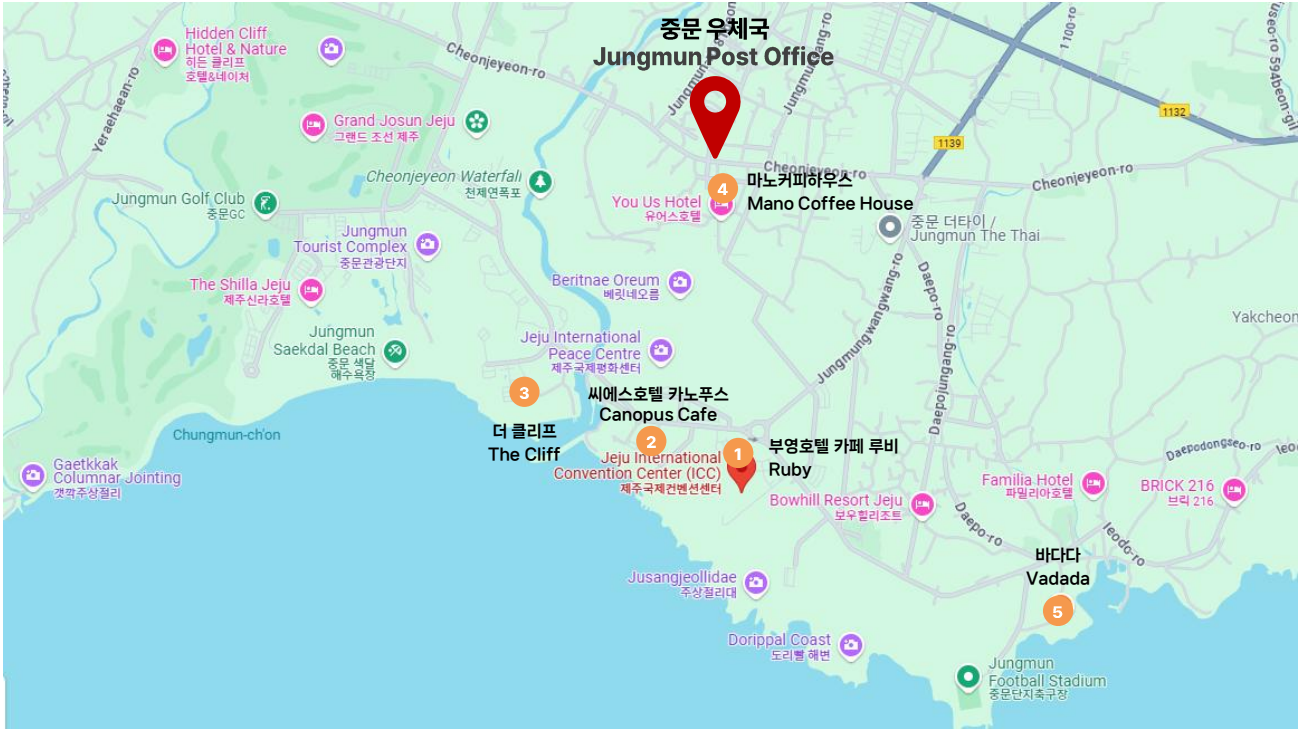 중문 우체국
Jungmun Post Office
Hidden Cliff
Hotel & Nature
히든 클리프
호텔&네이처
Cheonjeyeon-ro
1100-ro
Yeraehaean-ro
Grand Josun Jeju
그랜드 조선 제주
1132
1139
Cheonjeyeon Waterfall
천제연폭포
Cheonjeyeon-ro
Cheonjeyeon-ro
4
마노커피하우스
Mano Coffee House
You Us Hotel
유어스호텔
Jungmun Golf Club
중문GC
중문 더타이 /
Jungmun The Thai
Jungmun
Tourist Complex
중문관광단지
The Shilla Jeju
제주신라호텔
Beritnae Oreum
베릿네오름
Daepo-ro
Jungmungwangwang-ro
Daepojungang-ro
Yakcheon
Jungmun
Saekdal Beach
중문 색달
해수욕장
Jeju International
Peace Centre
제주국제평화센터
3
더 클리프
The Cliff
씨에스호텔 카노푸스
Canopus Cafe
2
Chungmun-ch'on
1
부영호텔 카페 루비
Ruby
Jeju International
Convention Center (ICC)
제주국제컨벤션센터
Gaetkkak
Columnar Jointing
갯깍주상절리
Bowhill Resort Jeju
보우힐리조트
Familia Hotel
파밀리아호텔
Daepodongseo-ro
BRICK 216
브릭 216
Daepo-ro
Ieodo-ro
바다다
Vadada
5
Jusangjeollidae
주상절리대
Dorippal Coast
도리빨 해변
Jungmun
Football Stadium
중문단지축구장